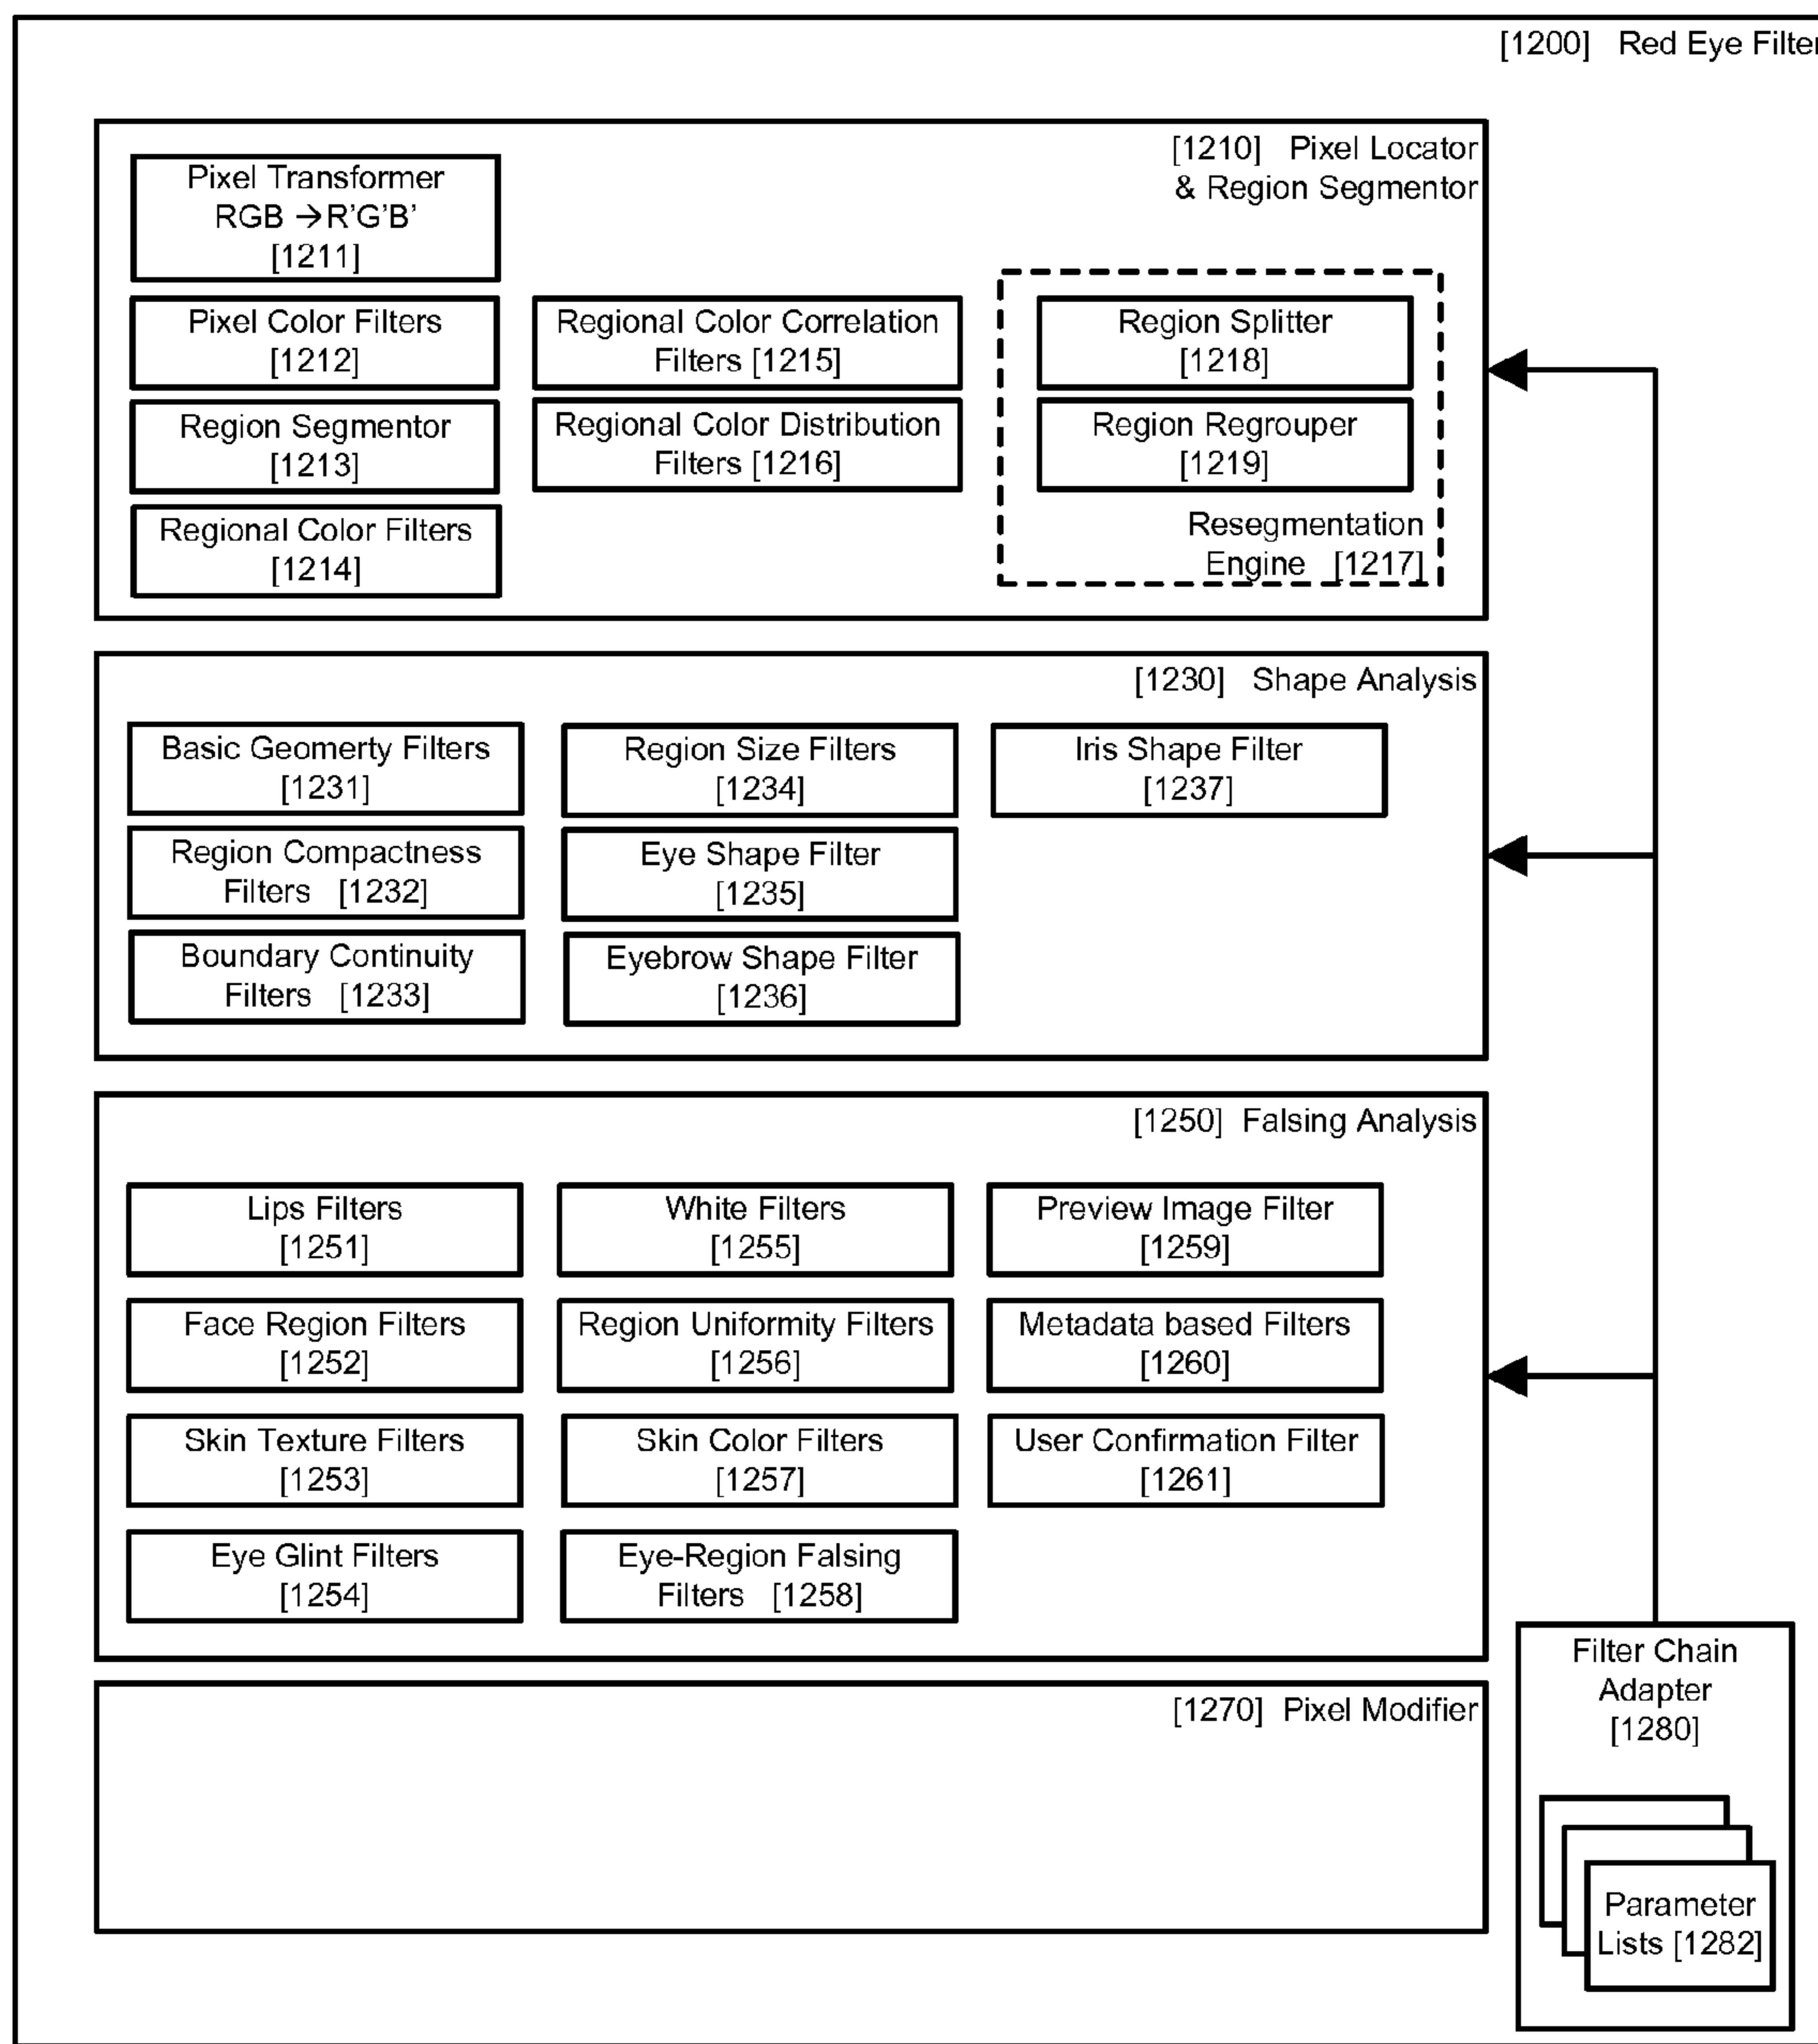 [1200] Red Eye Filter
[1210] Pixel Locator
& Region Segmentor
Pixel Transformer
RGB →R'G'B'
[1211]
Pixel Color Filters
[1212]
Region Segmentor
[1213]
Regional Color Filters
[1214]
Regional Color Correlation
Filters [1215]
Regional Color Distribution
Filters [1216]
Region Splitter
[1218]
Region Regrouper
[1219]
Resegmentation
Engine [1217]
[1230] Shape Analysis
Basic Geomerty Filters
[1231]
Region Compactness
Filters [1232]
Boundary Continuity
Filters [1233]
Region Size Filters
[1234]
Eye Shape Filter
[1235]
Eyebrow Shape Filter
[1236]
Iris Shape Filter
[1237]
[1250] Falsing Analysis
Lips Filters
[1251]
Face Region Filters
[1252]
Skin Texture Filters
[1253]
Eye Glint Filters
[1254]
White Filters
[1255]
Region Uniformity Filters
[1256]
Skin Color Filters
[1257]
Eye-Region Falsing
Filters [1258]
Preview Image Filter
[1259]
Metadata based Filters
[1260]
User Confirmation Filter
[1261]
[1270] Pixel Modifier
Filter Chain
Adapter
[1280]
Parameter
Lists [1282]